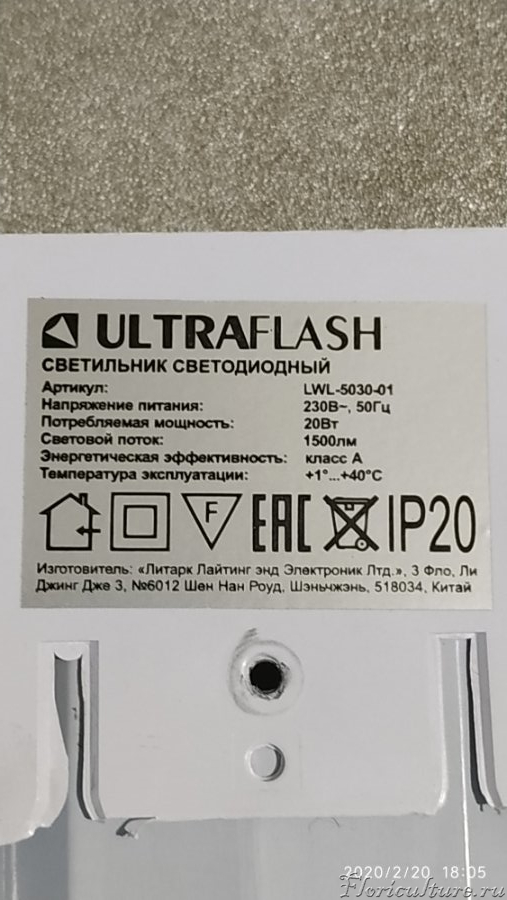 ULTRAFLASH
СВЕТИЛЬНИК СВЕТОДИОДНЫЙ
Артикул: LWL-5030-01
Напряжение питания: 230В~, 50Гц
Потребляемая мощность: 20Вт
Световой поток: 1500лм
Энергетическая эффективность: класс А
Температура эксплуатации: +1°...+40°С
F EAC IP20
Изготовитель: «Литарк Лайтинг энд Электроник Лтд.», 3 Фло, Ли
Джинг Дже 3, №6012 Шен Нан Роуд, Шэньчжэнь, 518034, Китай
2020/2/20 18:05
Floriculture.ru